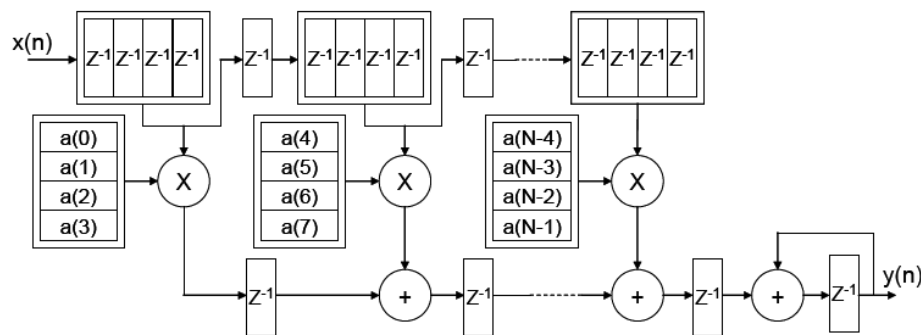 x(n)
Z-1 Z-1 Z-1 Z-1
Z-1
Z-1 Z-1 Z-1 Z-1
Z-1
Z-1 Z-1 Z-1 Z-1
a(0)
a(1)
a(2)
a(3)
X
a(4)
a(5)
a(6)
a(7)
X
a(N-4)
a(N-3)
a(N-2)
a(N-1)
X
Z-1
+
Z-1
+
Z-1
+
Z-1
y(n)